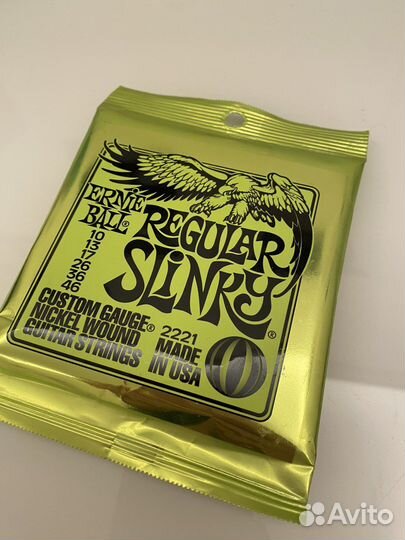 ERNIE
BALL®
REGULAR
SLINKY®
10
13
17
26
36
46
CUSTOM GAUGE® 2221
NICKEL WOUND MADE
GUITAR STRINGS IN USA
Avito